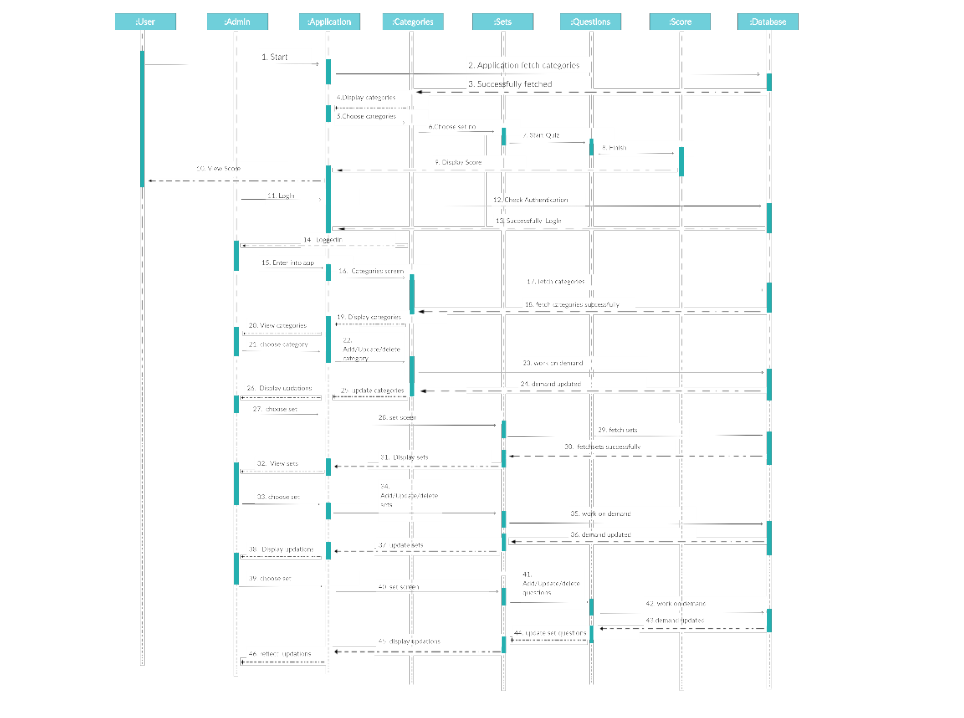 :User :Admin :Application :Categories :Sets :Questions :Score :Database
1. Start
2. Application fetch categories
3. Successfully fetched
4.Display categories
5.Choose categories
6.Choose set no
7. Start Quiz
8. Finish
9. Display Score
10. View Score
11. Login
12. Check Authentication
13. Successfully Login
14. Loggedin
15. Enter into app
16. Categories screen
17. fetch categories
18. fetch categories successfully
19. Display categories
20. View categories
21. choose category
22.
Add/Update/delete
category
23. work on demand
24. demand updated
25. update categories
26. Display updations
27. choose set
28. set screen
29. fetch sets
30. fetch sets successfully
31. Display sets
32. View sets
33. choose set
34.
Add/Update/delete
sets
35. work on demand
36. demand updated
37. update sets
38. Display updations
39. choose set
40. set screen
41.
Add/Update/delete
questions
42. work on demand
43 demand updates
44. update set questions
45. display updations
46. reflect updations